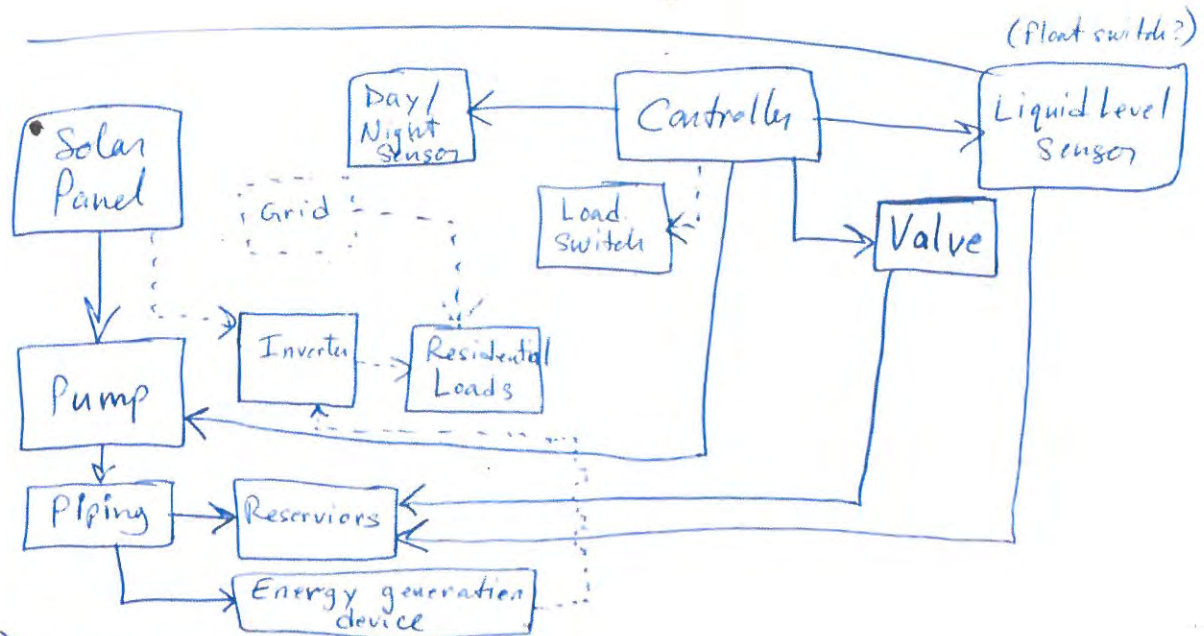 (float switch?)
Day/
Night
Sensor
Controller
Liquid Level
Sensor
Solar
Panel
Grid
Load
Switch
Valve
Inverter
Residential
Loads
Pump
Piping
Reserviors
Energy generation
device